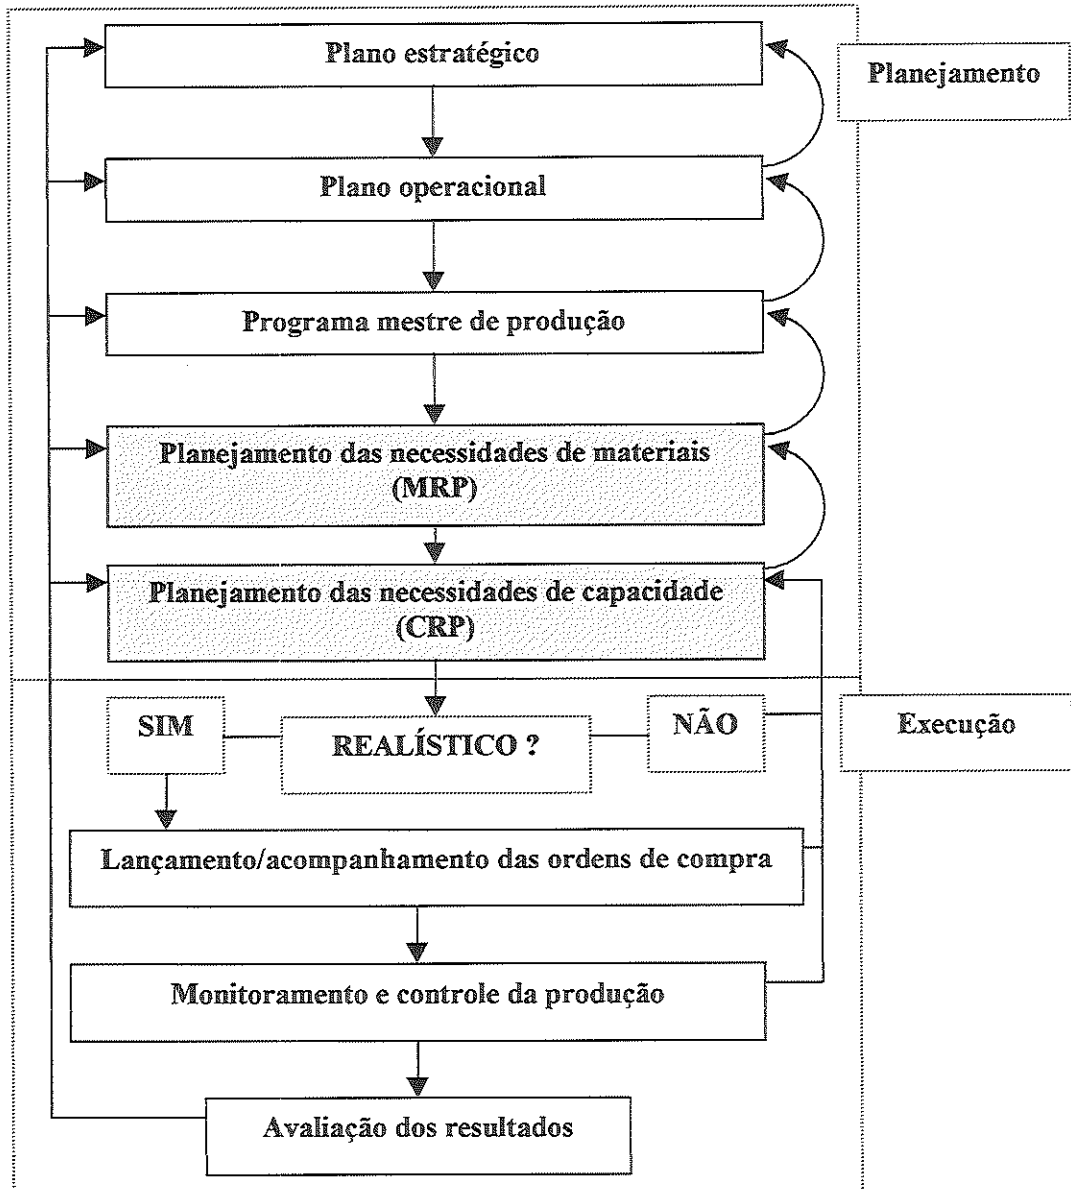 Plano estratégico
Planejamento
Plano operacional
Programa mestre de produção
Planejamento das necessidades de materiais
(MRP)
Planejamento das necessidades de capacidade
(CRP)
SIM
REALÍSTICO ?
NÃO
Execução
Lançamento/acompanhamento das ordens de compra
Monitoramento e controle da produção
Avaliação dos resultados